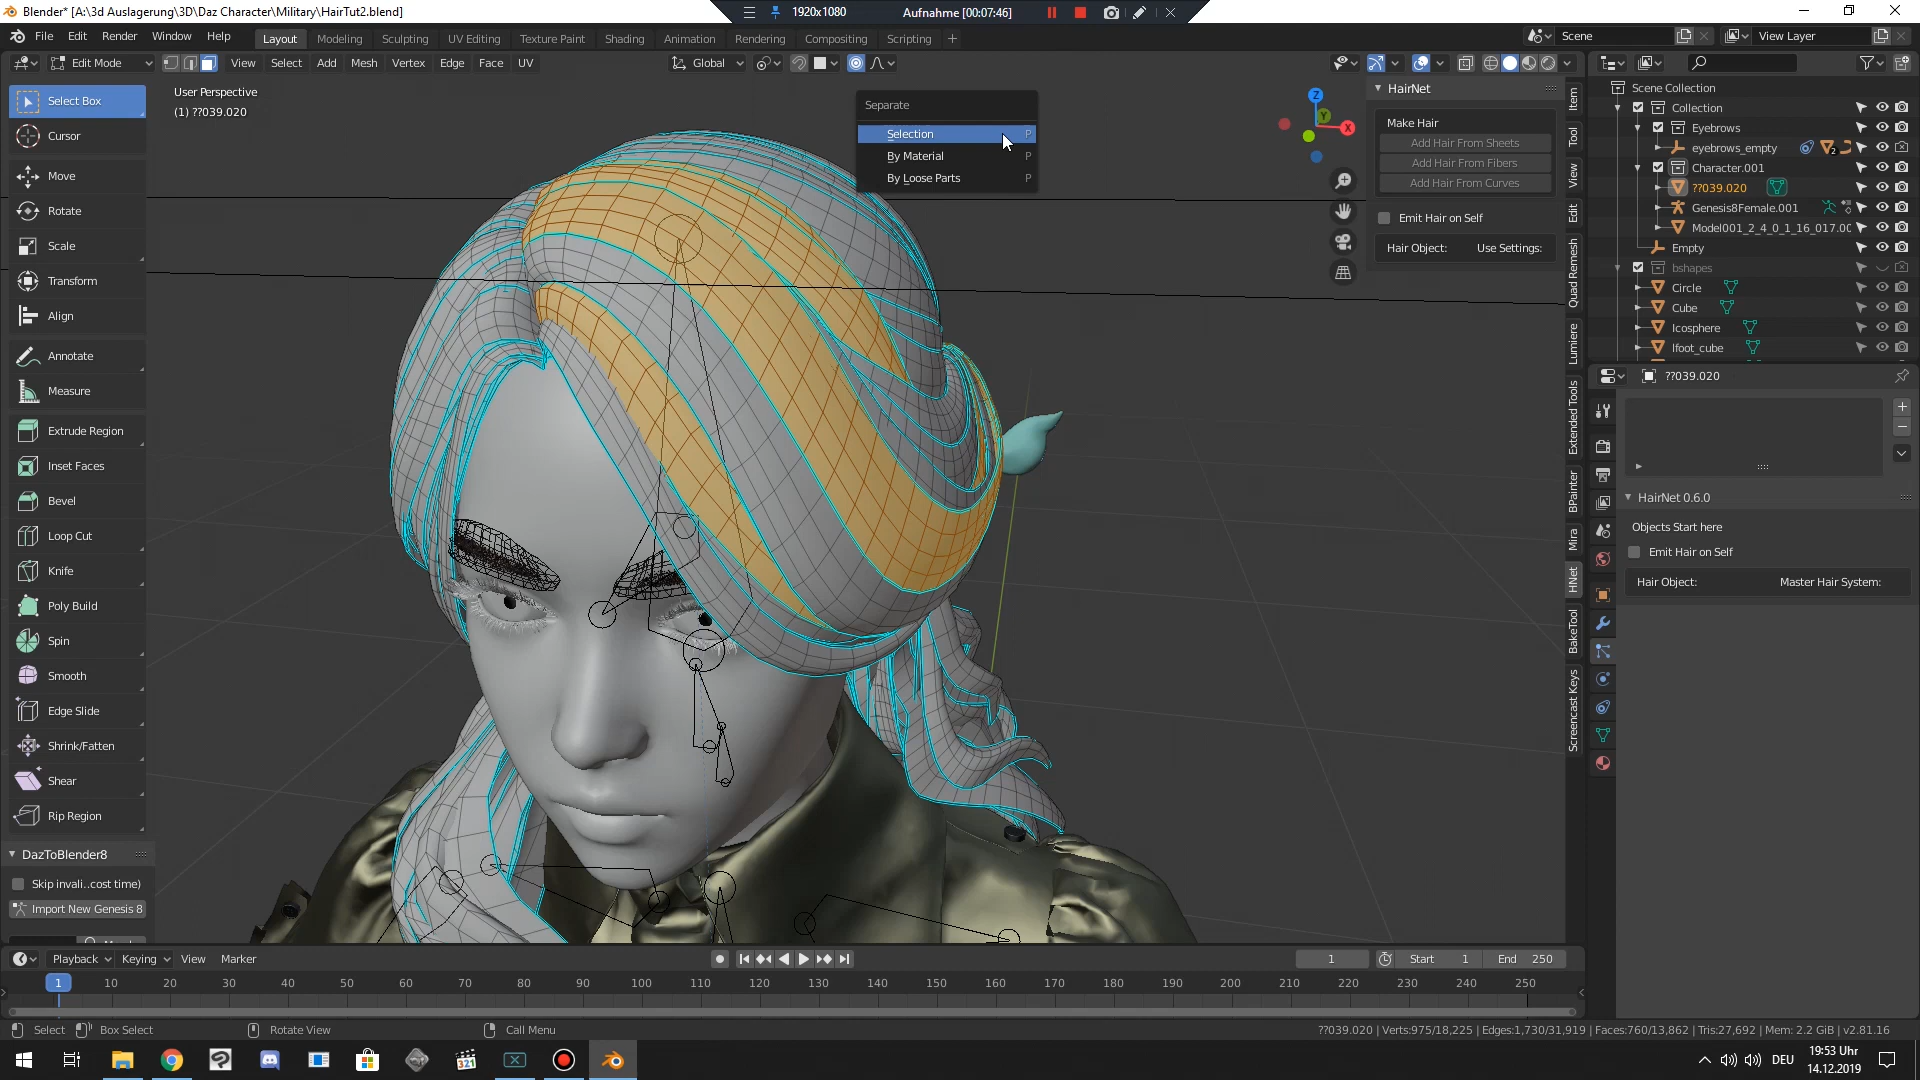 Blender* [A:\3d Auslagerung\3D\Daz Character\Military\HairTut2.blend]
1920x1080
Aufnahme [00:07:46]
File Edit Render Window Help
Layout Modeling Sculpting UV Editing Texture Paint Shading Animation Rendering Compositing Scripting +
Scene
View Layer
Edit Mode
View Select Add Mesh Vertex Edge Face UV
Global
Select Box
Cursor
Move
Rotate
Scale
Transform
Align
Annotate
Measure
Extrude Region
Inset Faces
Bevel
Loop Cut
Knife
Poly Build
Spin
Smooth
Edge Slide
Shrink/Fatten
Shear
Rip Region
DazToBlender8
Skip invali..cost time)
Import New Genesis 8
User Perspective
(1) ??039.020
Separate
Selection P
By Material P
By Loose Parts P
Z
Y
X
HairNet
Make Hair
Add Hair From Sheets
Add Hair From Fibers
Add Hair From Curves
Emit Hair on Self
Hair Object: Use Settings:
Item
Tool
View
Edit
Quad Remesh
Lumiere
Extended Tools
BPainter
Mira
HNet
BakeTool
Screencast Keys
Scene Collection
Collection
Eyebrows
eyebrows_empty
2
Character.001
??039.020
Genesis8Female.001
Model001_2_4_0_1_16_017.00
Empty
bshapes
Circle
Cube
Icosphere
lfoot_cube
??039.020
HairNet 0.6.0
Objects Start here
Emit Hair on Self
Hair Object: Master Hair System:
Playback Keying View Marker
1
Start 1
End 250
1 10 20 30 40 50 60 70 80 90 100 110 120 130 140 150 160 170 180 190 200 210 220 230 240 250
Select Box Select Rotate View Call Menu
??039.020 | Verts:975/18,225 | Edges:1,730/31,919 | Faces:760/13,862 | Tris:27,692 | Mem: 2.2 GiB | v2.81.16
321
DEU
19:53 Uhr
14.12.2019